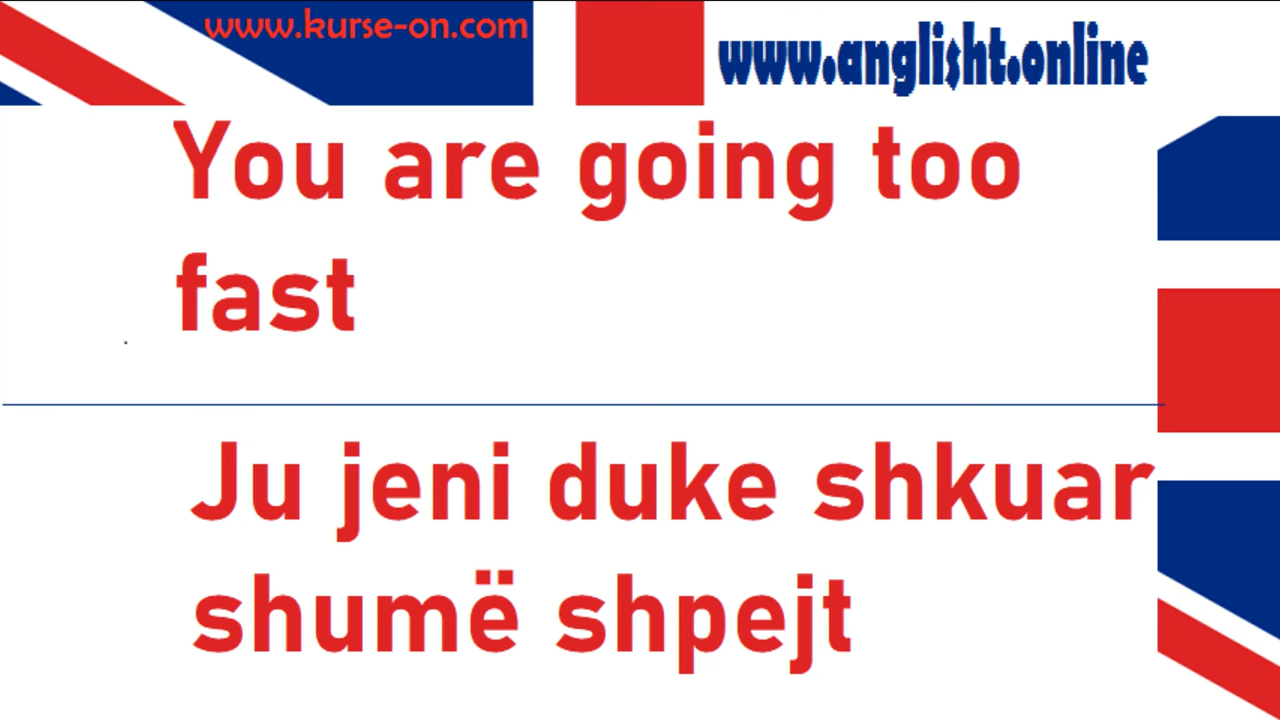 www.kurse-on.com
www.anglisht.online
You are going too
fast
Ju jeni duke shkuar
shumë shpejt